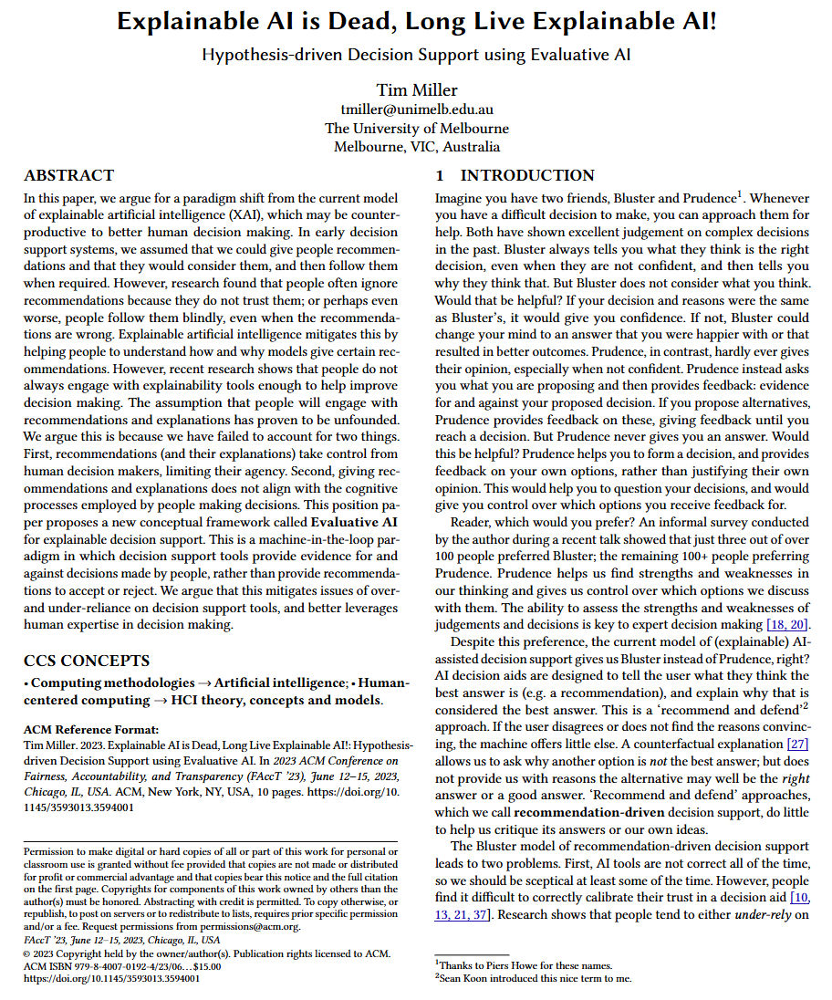 Explainable AI is Dead, Long Live Explainable AI!
Hypothesis-driven Decision Support using Evaluative AI
Tim Miller
tmiller@unimelb.edu.au
The University of Melbourne
Melbourne, VIC, Australia
ABSTRACT
In this paper, we argue for a paradigm shift from the current model
of explainable artificial intelligence (XAI), which may be counter-
productive to better human decision making. In early decision
support systems, we assumed that we could give people recommen-
dations and that they would consider them, and then follow them
when required. However, research found that people often ignore
recommendations because they do not trust them; or perhaps even
worse, people follow them blindly, even when the recommenda-
tions are wrong. Explainable artificial intelligence mitigates this by
helping people to understand how and why models give certain rec-
ommendations. However, recent research shows that people do not
always engage with explainability tools enough to help improve
decision making. The assumption that people will engage with
recommendations and explanations has proven to be unfounded.
We argue this is because we have failed to account for two things.
First, recommendations (and their explanations) take control from
human decision makers, limiting their agency. Second, giving rec-
ommendations and explanations does not align with the cognitive
processes employed by people making decisions. This position pa-
per proposes a new conceptual framework called Evaluative AI
for explainable decision support. This is a machine-in-the-loop par-
adigm in which decision support tools provide evidence for and
against decisions made by people, rather than provide recommenda-
tions to accept or reject. We argue that this mitigates issues of over-
and under-reliance on decision support tools, and better leverages
human expertise in decision making.
CCS CONCEPTS
• Computing methodologies → Artificial intelligence; • Human-
centered computing → HCI theory, concepts and models.
ACM Reference Format:
Tim Miller. 2023. Explainable AI is Dead, Long Live Explainable AI!: Hypothesis-
driven Decision Support using Evaluative AI. In 2023 ACM Conference on
Fairness, Accountability, and Transparency (FAccT ’23), June 12–15, 2023,
Chicago, IL, USA. ACM, New York, NY, USA, 10 pages. https://doi.org/10.
1145/3593013.3594001
Permission to make digital or hard copies of all or part of this work for personal or
classroom use is granted without fee provided that copies are not made or distributed
for profit or commercial advantage and that copies bear this notice and the full citation
on the first page. Copyrights for components of this work owned by others than the
author(s) must be honored. Abstracting with credit is permitted. To copy otherwise, or
republish, to post on servers or to redistribute to lists, requires prior specific permission
and/or a fee. Request permissions from permissions@acm.org.
FAccT ’23, June 12–15, 2023, Chicago, IL, USA
© 2023 Copyright held by the owner/author(s). Publication rights licensed to ACM.
ACM ISBN 979-8-4007-0192-4/23/06...$15.00
https://doi.org/10.1145/3593013.3594001
1 INTRODUCTION
Imagine you have two friends, Bluster and Prudence1. Whenever
you have a difficult decision to make, you can approach them for
help. Both have shown excellent judgement on complex decisions
in the past. Bluster always tells you what they think is the right
decision, even when they are not confident, and then tells you
why they think that. But Bluster does not consider what you think.
Would that be helpful? If your decision and reasons were the same
as Bluster’s, it would give you confidence. If not, Bluster could
change your mind to an answer that you were happier with or that
resulted in better outcomes. Prudence, in contrast, hardly ever gives
their opinion, especially when not confident. Prudence instead asks
you what you are proposing and then provides feedback: evidence
for and against your proposed decision. If you propose alternatives,
Prudence provides feedback on these, giving feedback until you
reach a decision. But Prudence never gives you an answer. Would
this be helpful? Prudence helps you to form a decision, and provides
feedback on your own options, rather than justifying their own
opinion. This would help you to question your decisions, and would
give you control over which options you receive feedback for.
Reader, which would you prefer? An informal survey conducted
by the author during a recent talk showed that just three out of over
100 people preferred Bluster; the remaining 100+ people preferring
Prudence. Prudence helps us find strengths and weaknesses in
our thinking and gives us control over which options we discuss
with them. The ability to assess the strengths and weaknesses of
judgements and decisions is key to expert decision making [18, 20].
Despite this preference, the current model of (explainable) AI-
assisted decision support gives us Bluster instead of Prudence, right?
AI decision aids are designed to tell the user what they think the
best answer is (e.g. a recommendation), and explain why that is
considered the best answer. This is a ‘recommend and defend’2
approach. If the user disagrees or does not find the reasons convinc-
ing, the machine offers little else. A counterfactual explanation [27]
allows us to ask why another option is not the best answer; but does
not provide us with reasons the alternative may well be the right
answer or a good answer. ‘Recommend and defend’ approaches,
which we call recommendation-driven decision support, do little
to help us critique its answers or our own ideas.
The Bluster model of recommendation-driven decision support
leads to two problems. First, AI tools are not correct all of the time,
so we should be sceptical at least some of the time. However, people
find it difficult to correctly calibrate their trust in a decision aid [10,
13, 21, 37]. Research shows that people tend to either under-rely on
1Thanks to Piers Howe for these names.
2Sean Koon introduced this nice term to me.